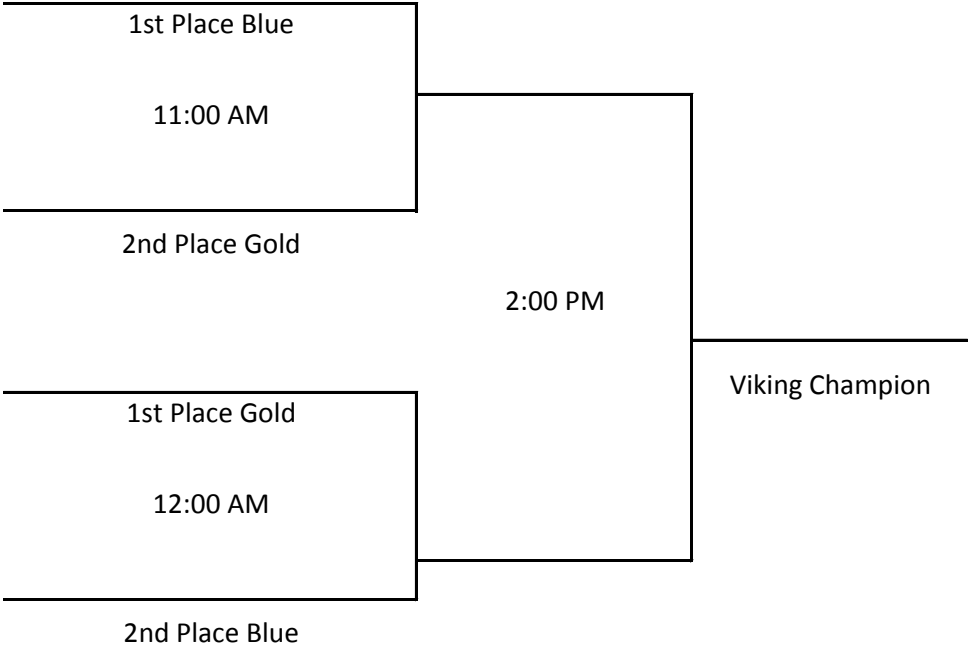 1st Place Blue
11:00 AM
2nd Place Gold
2:00 PM
Viking Champion
1st Place Gold
12:00 AM
2nd Place Blue